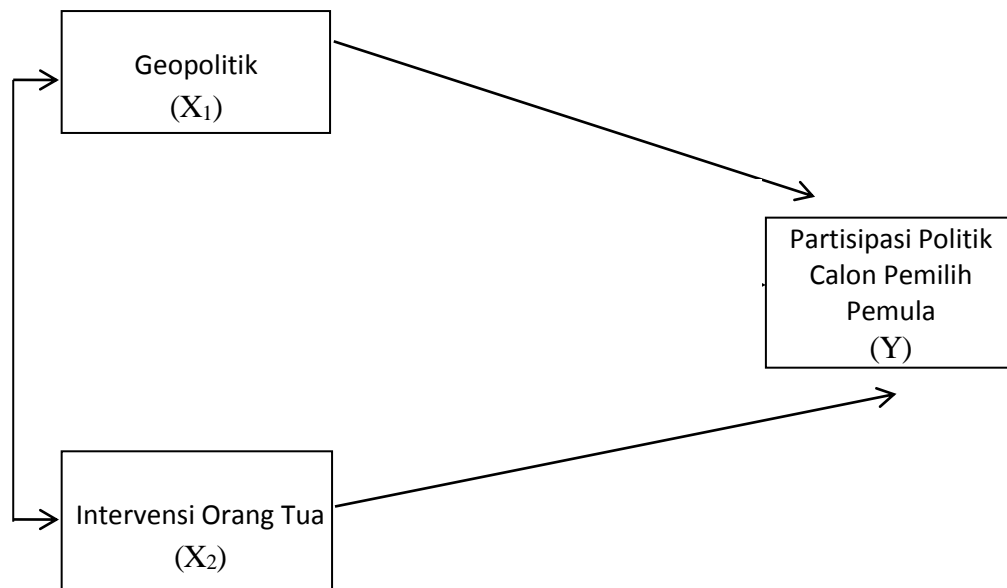 Geopolitik
(X₁)
Partisipasi Politik
Calon Pemilih
Pemula
(Y)
Intervensi Orang Tua
(X₂)